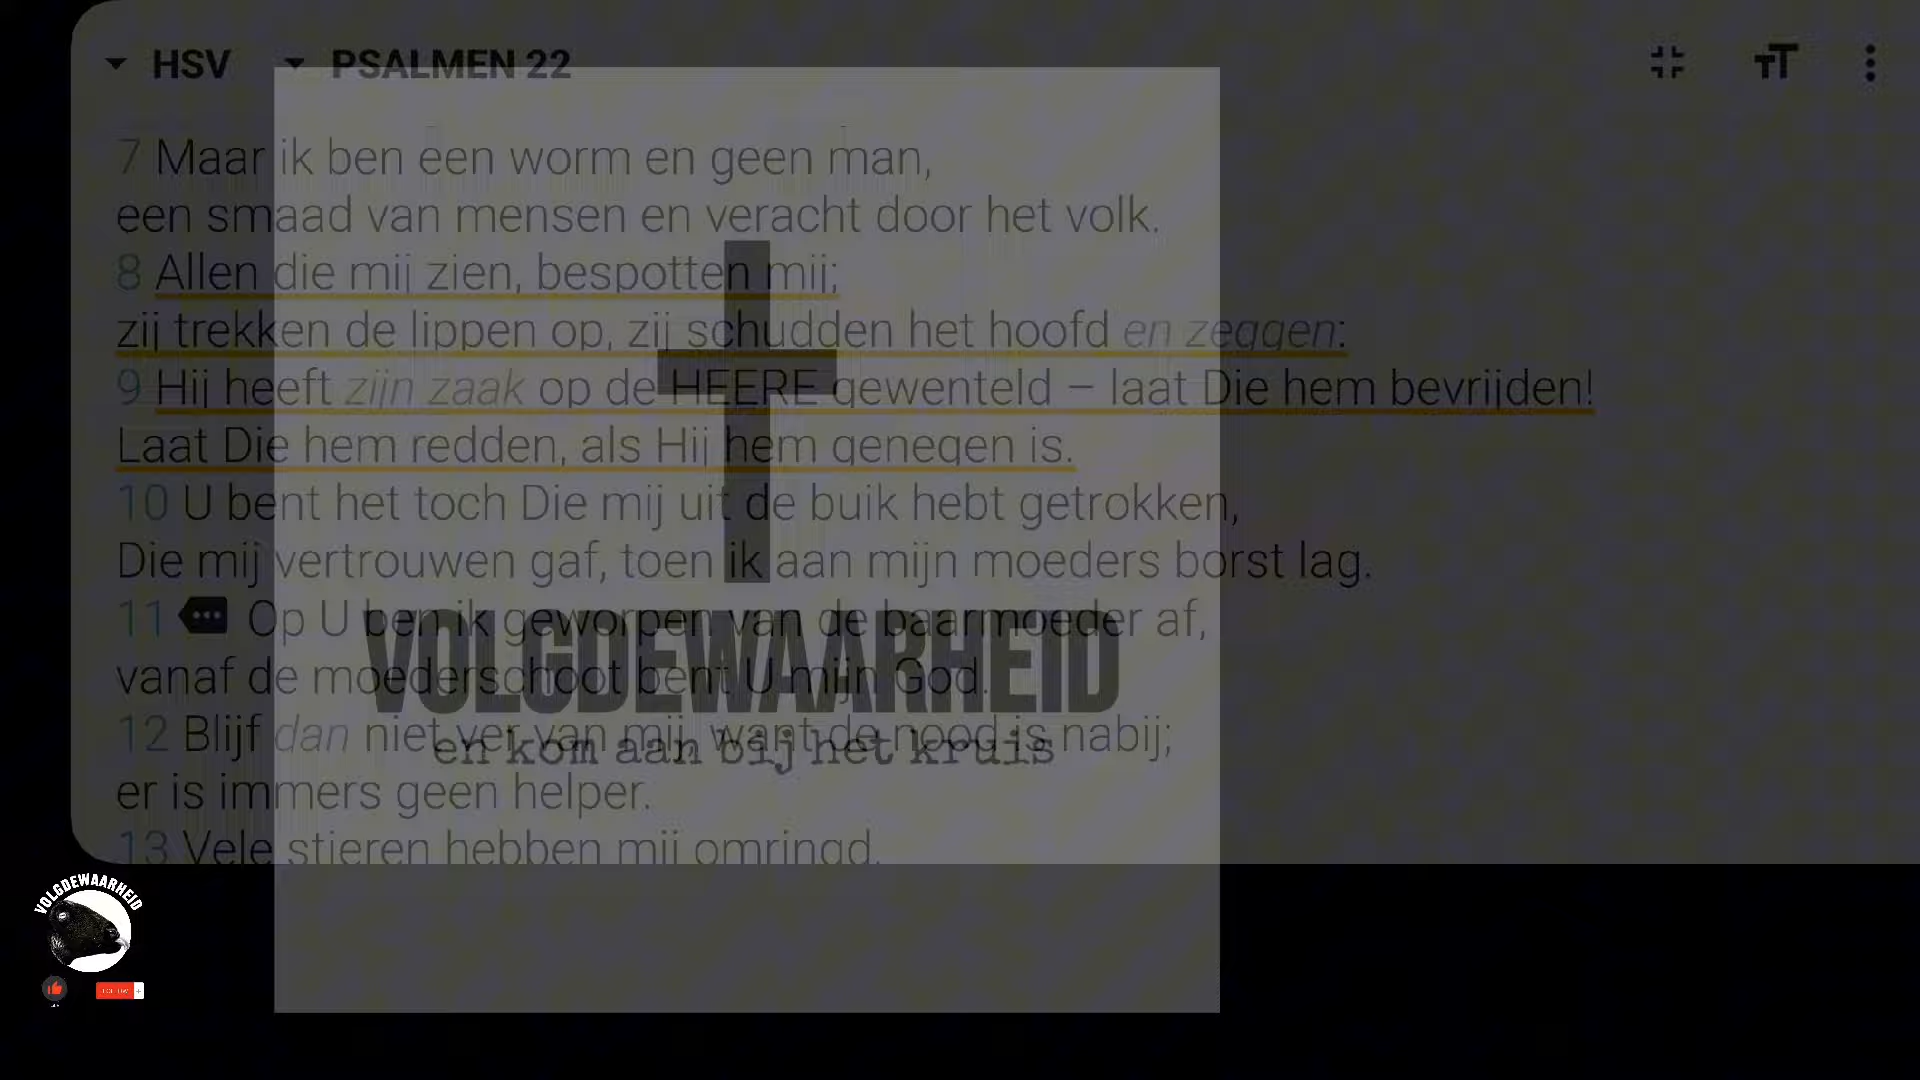 HSV PSALMEN 22
7 Maar ik ben een worm en geen man,
een smaad van mensen en veracht door het volk.
8 Allen die mij zien, bespotten mij;
zij trekken de lippen op, zij schudden het hoofd en zeggen:
9 Hij heeft zijn zaak op de HEERE gewenteld – laat Die hem bevrijden!
Laat Die hem redden, als Hij hem genegen is.
10 U bent het toch Die mij uit de buik hebt getrokken,
Die mij vertrouwen gaf, toen ik aan mijn moeders borst lag.
11 Op U ben ik geworpen van de baarmoeder af,
vanaf de moederschoot bent U mijn God.
12 Blijf dan niet ver van mij, want de nood is nabij;
er is immers geen helper.
13 Vele stieren hebben mij omringd,
VOLGDEWAARHEID
en kom aan bij het kruis
VOLGDEWAARHEID